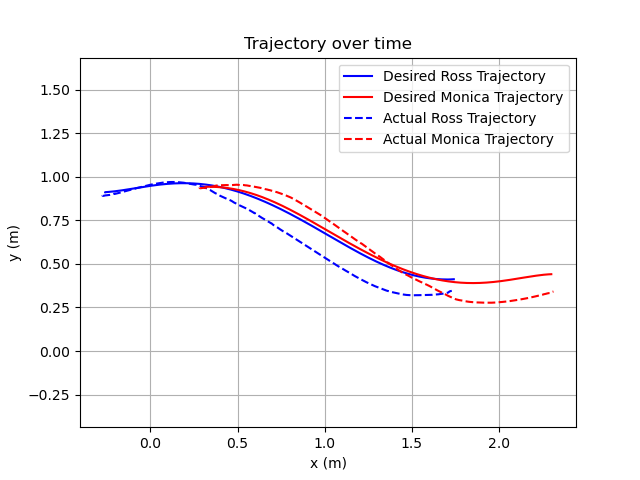 Trajectory over time
Desired Ross Trajectory
Desired Monica Trajectory
Actual Ross Trajectory
Actual Monica Trajectory
1.50
1.25
1.00
0.75
0.50
0.25
0.00
−0.25
y (m)
0.0 0.5 1.0 1.5 2.0
x (m)